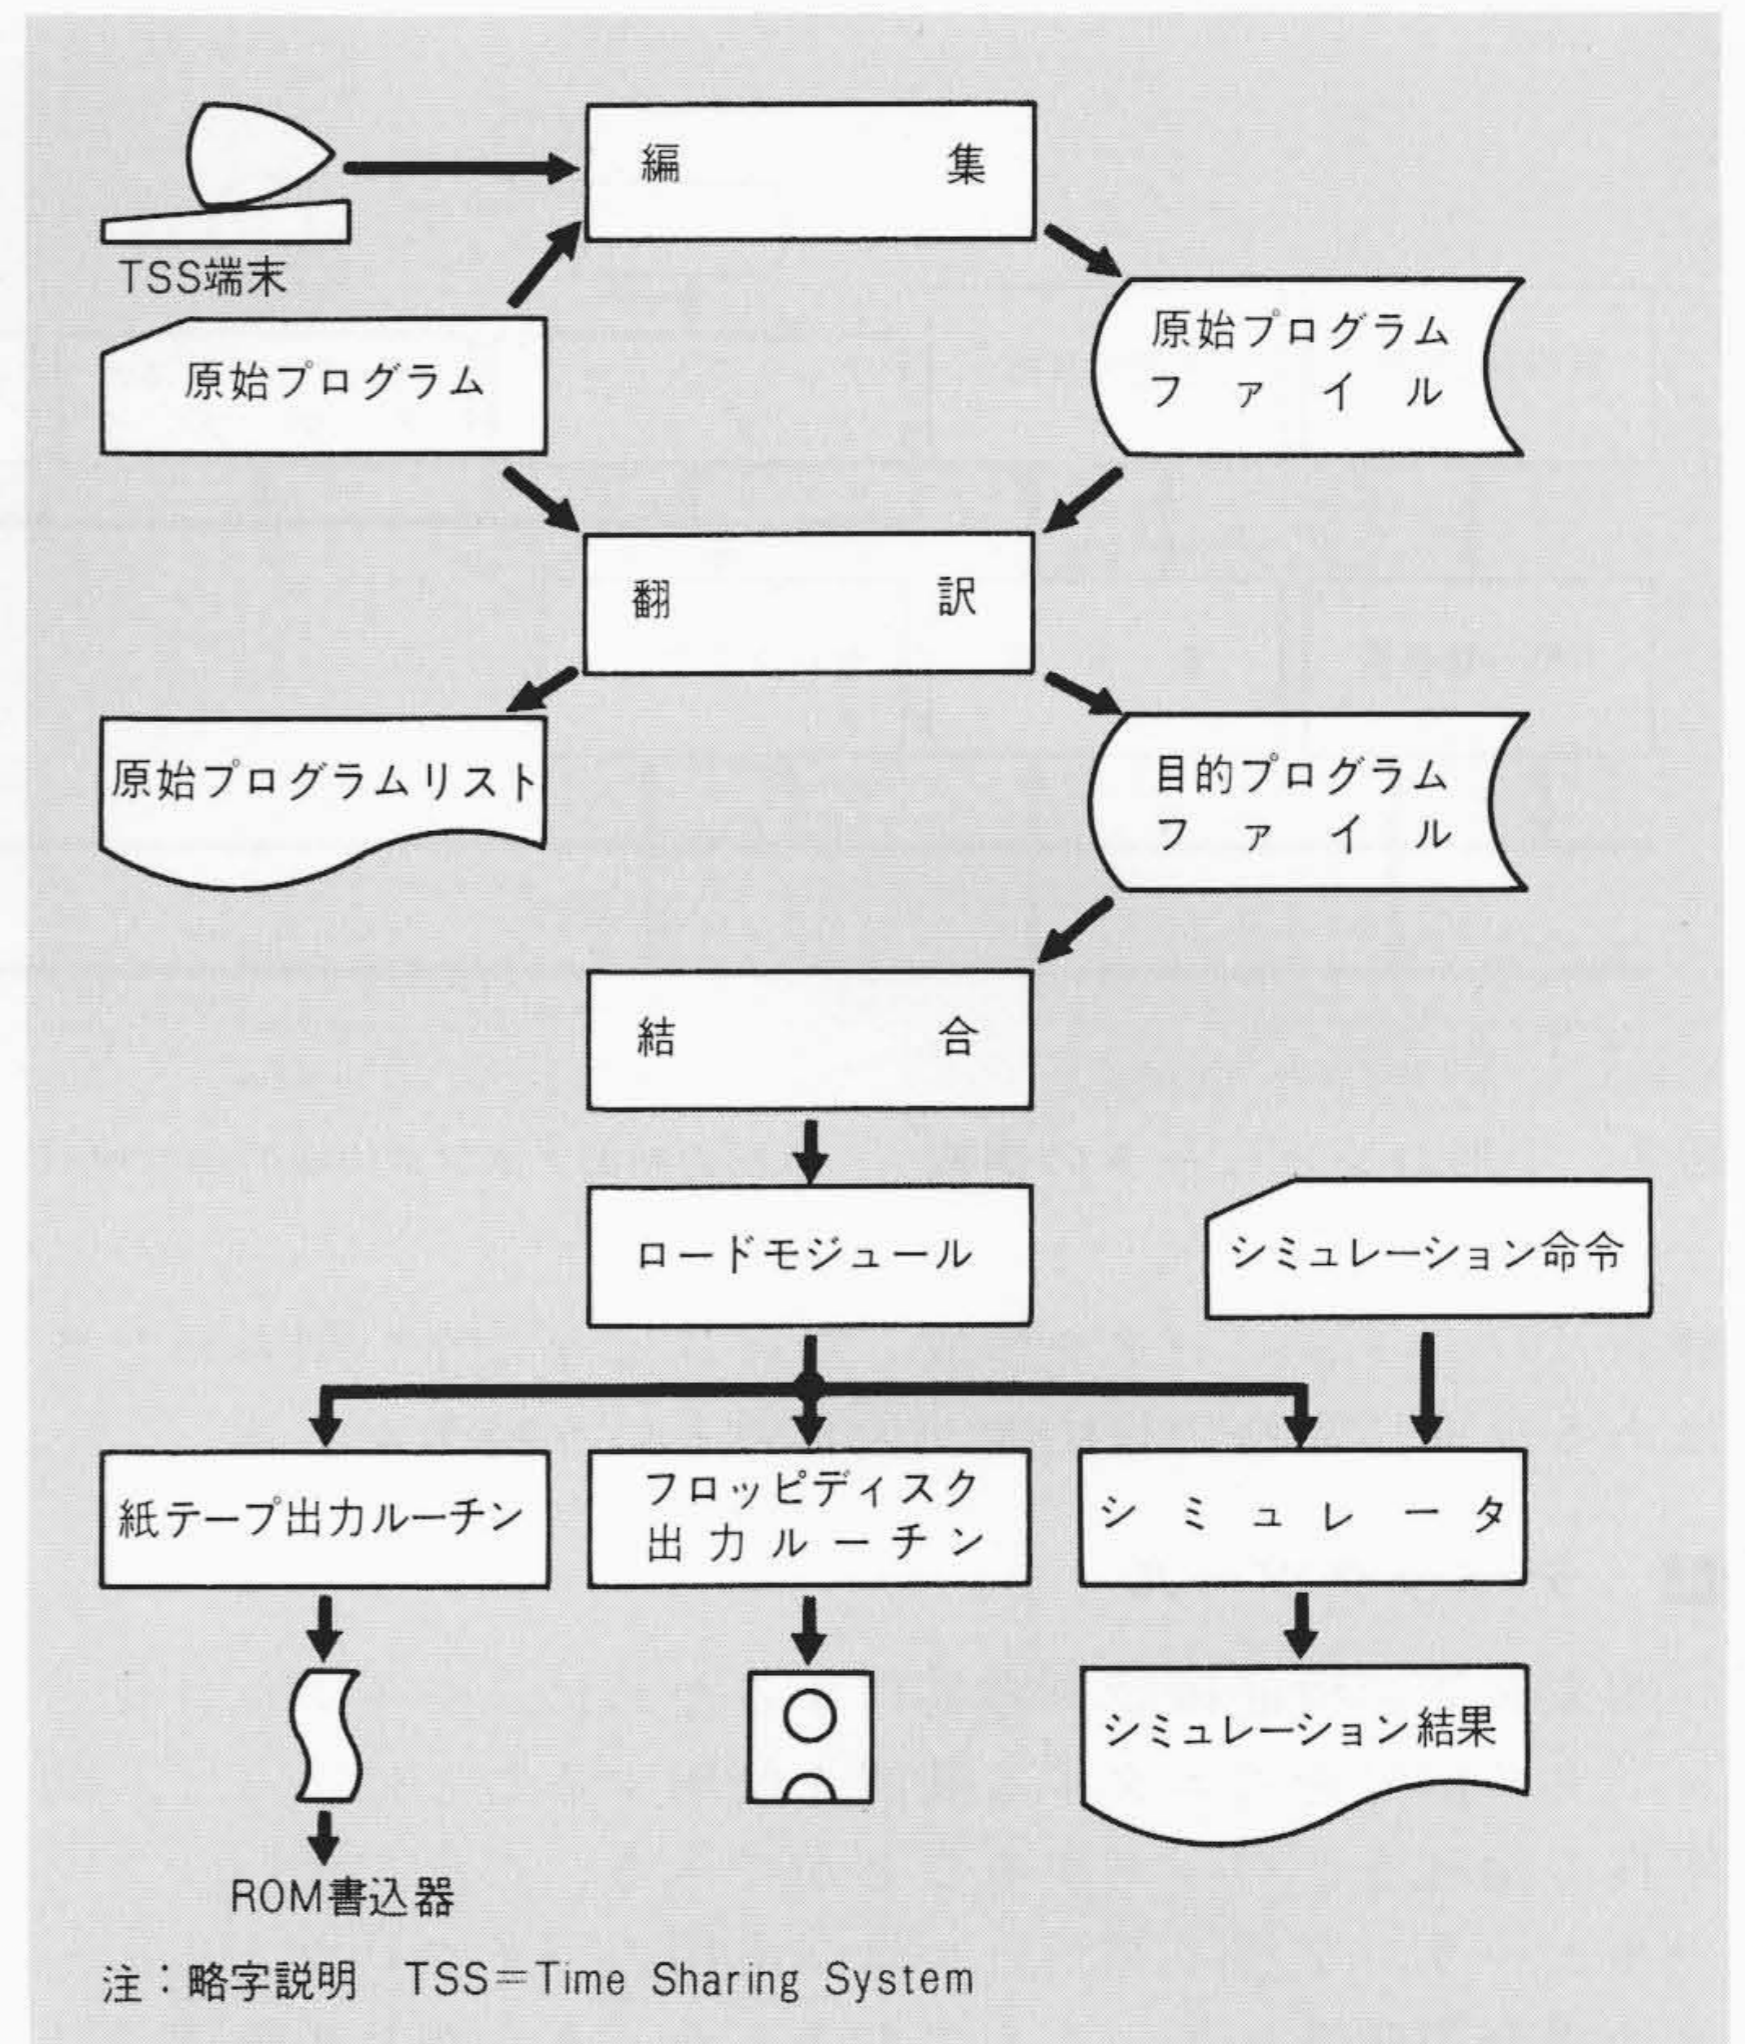 編集
TSS端末
原始プログラム
原始プログラム
ファイル
翻訳
原始プログラムリスト
目的プログラム
ファイル
結合
ロードモジュール
シミュレーション命令
紙テープ出力ルーチン
フロッピディスク
出力ルーチン
シミュレータ
シミュレーション結果
ROM書込器
注：略字説明 TSS=Time Sharing System